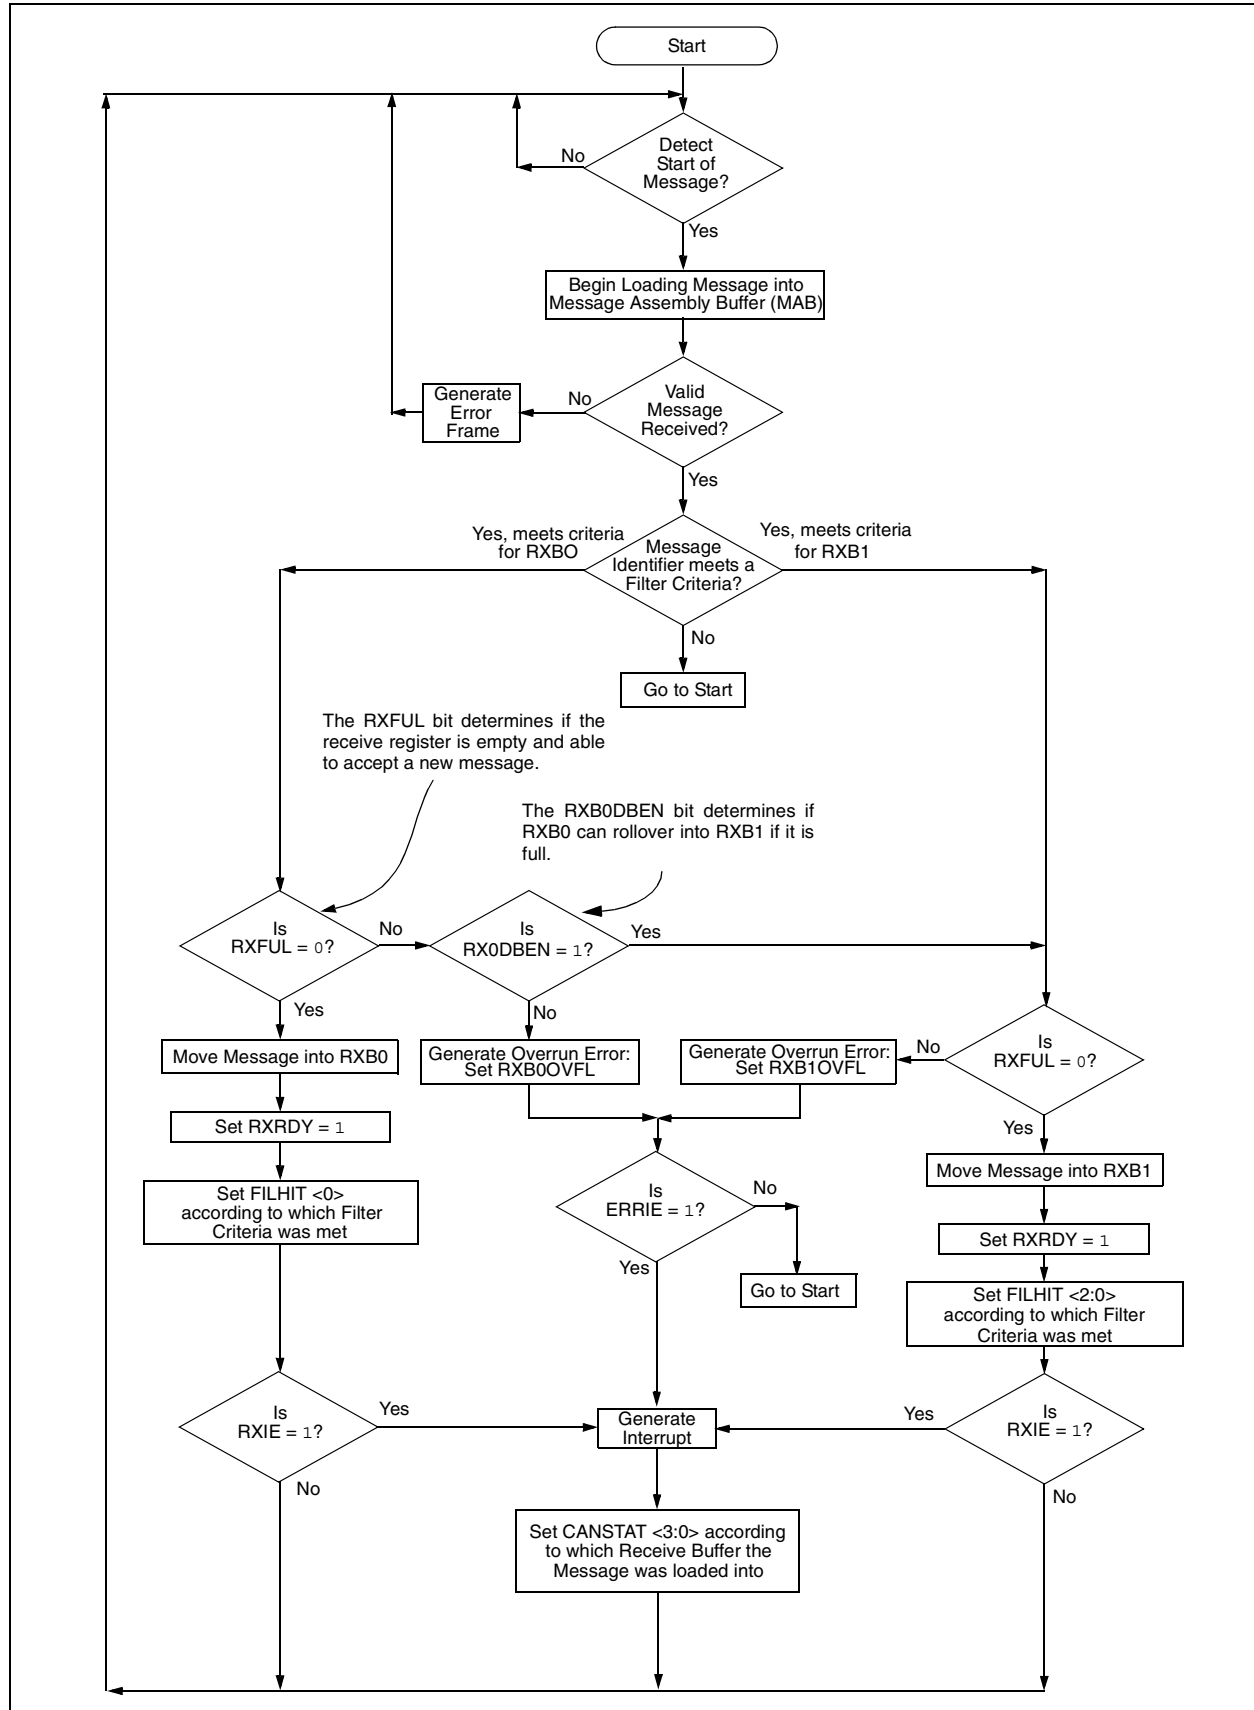 Start
Detect
Start of
Message?
No
Yes
Begin Loading Message into
Message Assembly Buffer (MAB)
Valid
Message
Received?
No
Generate
Error
Frame
Yes
Yes, meets criteria
for RXBO
Message
Identifier meets a
Filter Criteria?
Yes, meets criteria
for RXB1
No
Go to Start
The RXFUL bit determines if the
receive register is empty and able
to accept a new message.
The RXB0DBEN bit determines if
RXB0 can rollover into RXB1 if it is
full.
Is
RXFUL = 0?
No
Is
RX0DBEN = 1?
Yes
Yes
No
Move Message into RXB0
Generate Overrun Error:
Set RXB0OVFL
Generate Overrun Error:
Set RXB1OVFL
No
Is
RXFUL = 0?
Set RXRDY = 1
Yes
Move Message into RXB1
Set FILHIT <0>
according to which Filter
Criteria was met
Is
ERRIE = 1?
No
Yes
Go to Start
Set RXRDY = 1
Set FILHIT <2:0>
according to which Filter
Criteria was met
Is
RXIE = 1?
Yes
Generate
Interrupt
Yes
Is
RXIE = 1?
No
No
Set CANSTAT <3:0> according
to which Receive Buffer the
Message was loaded into